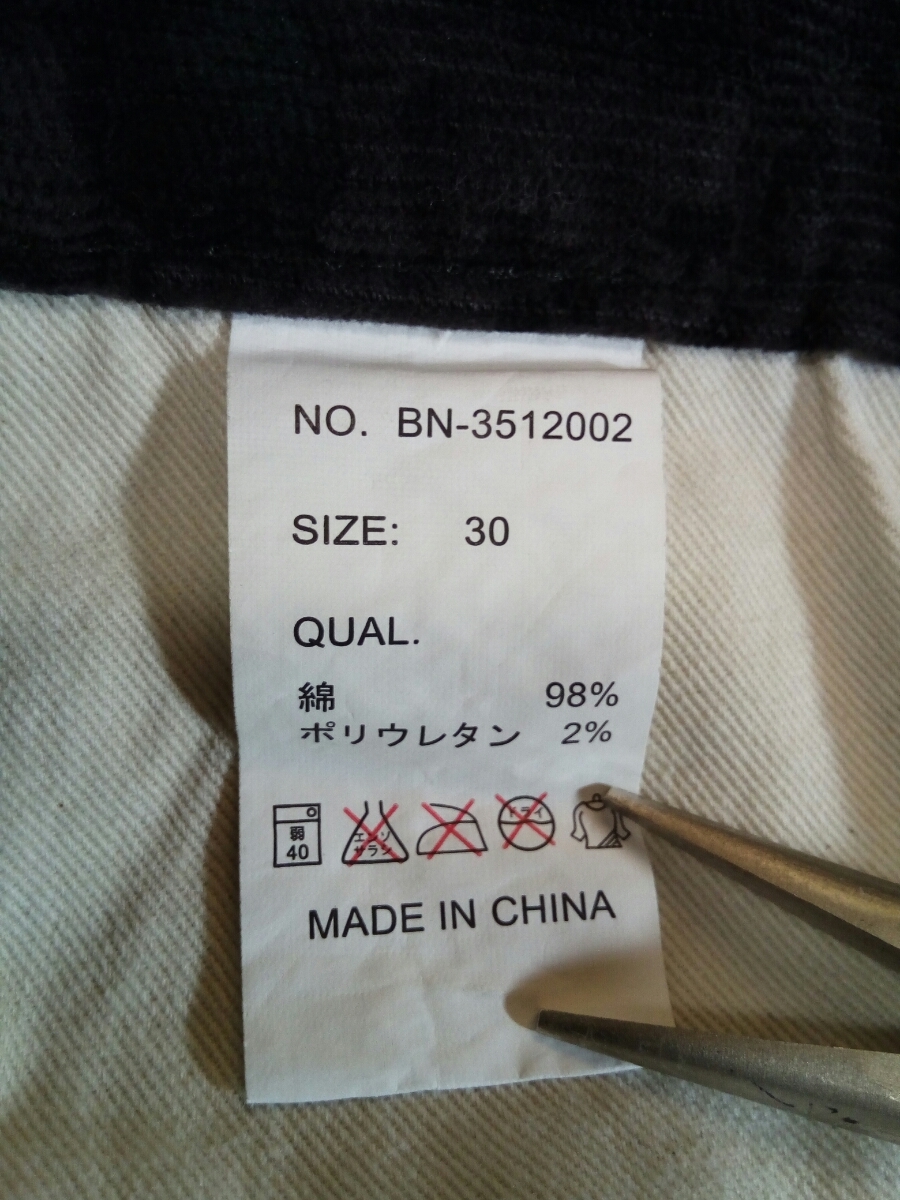 NO. BN-3512002
SIZE: 30
QUAL.
綿 98%
ポリウレタン 2%
弱
40
エンソ
サラシ
ドライ
MADE IN CHINA